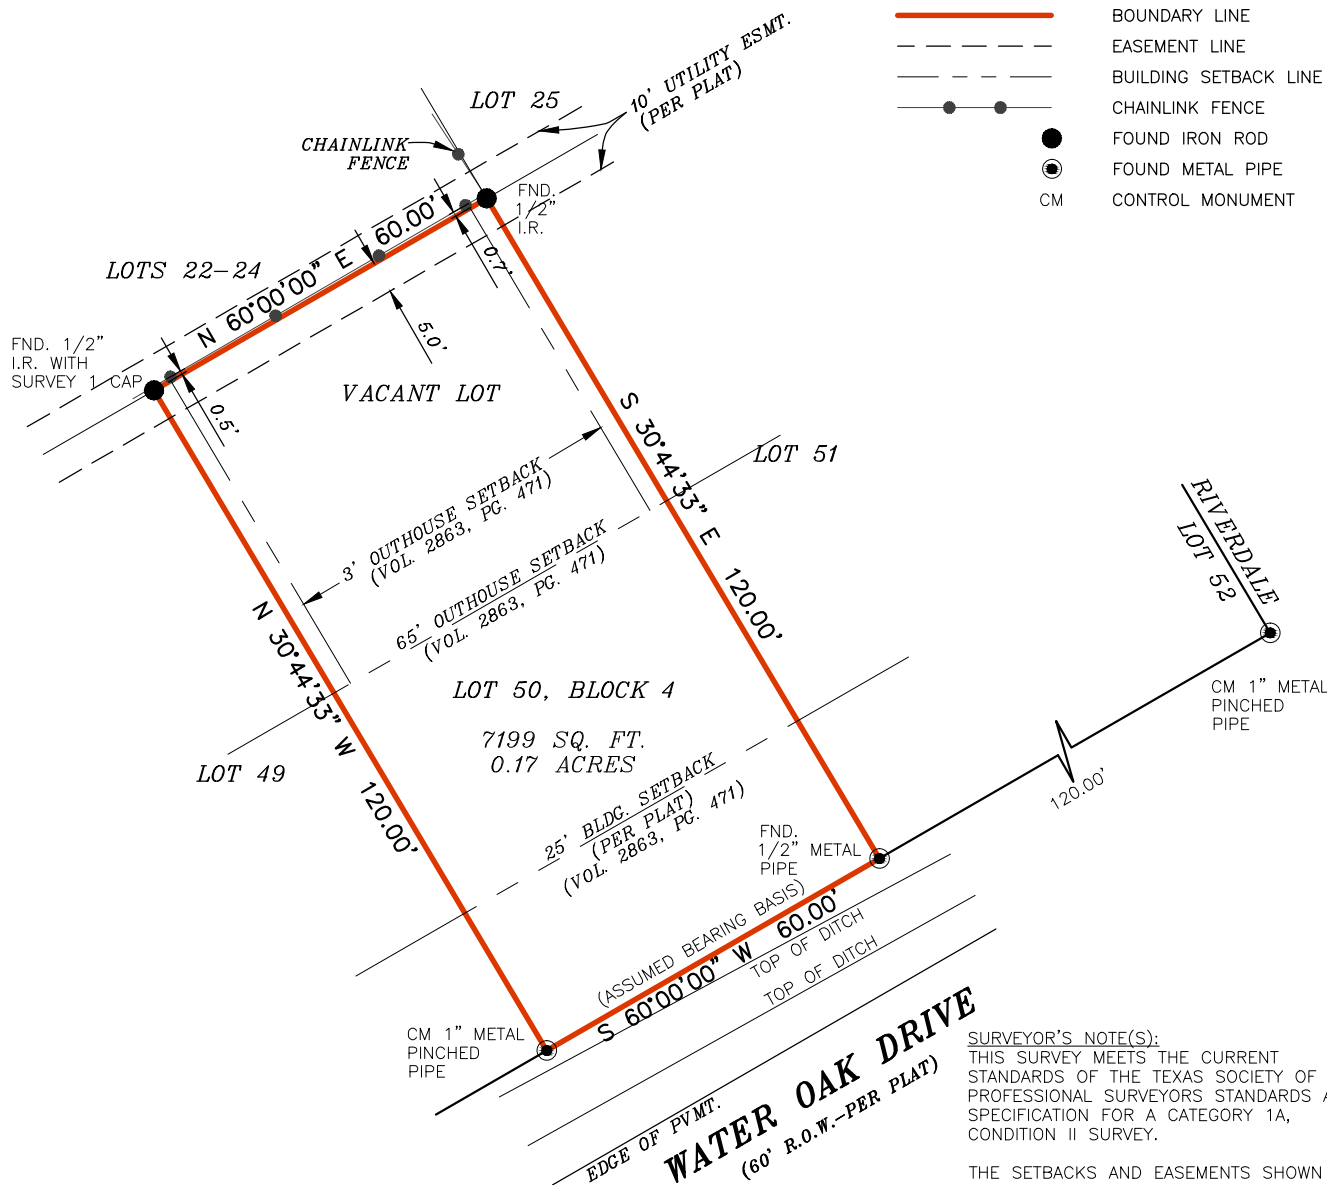 BOUNDARY LINE
EASEMENT LINE
BUILDING SETBACK LINE
CHAINLINK FENCE
FOUND IRON ROD
FOUND METAL PIPE
CM CONTROL MONUMENT
10' UTILITY ESMT.
(PER PLAT)
LOT 25
CHAINLINK
FENCE
FND.
1/2"
I.R.
LOTS 22-24
N 60°00'00" E 60.00'
0.7'
5.0'
0.5'
FND. 1/2"
I.R. WITH
SURVEY 1 CAP
VACANT LOT
S 30°44'33" E 120.00'
LOT 51
3' OUTHOUSE SETBACK
(VOL. 2863, PG. 471)
65' OUTHOUSE SETBACK
(VOL. 2863, PG. 471)
RIVERDALE
LOT 52
N 30°44'33" W 120.00'
LOT 49
LOT 50, BLOCK 4
7199 SQ. FT.
0.17 ACRES
CM 1" METAL
PINCHED
PIPE
120.00'
25' BLDG. SETBACK
(PER PLAT)
(VOL. 2863, PG. 471)
FND.
1/2" METAL
PIPE
(ASSUMED BEARING BASIS)
S 60°00'00" W 60.00'
TOP OF DITCH
TOP OF DITCH
CM 1" METAL
PINCHED
PIPE
EDGE OF PVMT.
WATER OAK DRIVE
(60' R.O.W.-PER PLAT)
SURVEYOR'S NOTE(S):
THIS SURVEY MEETS THE CURRENT
STANDARDS OF THE TEXAS SOCIETY OF
PROFESSIONAL SURVEYORS STANDARDS A
SPECIFICATION FOR A CATEGORY 1A,
CONDITION II SURVEY.
THE SETBACKS AND EASEMENTS SHOWN